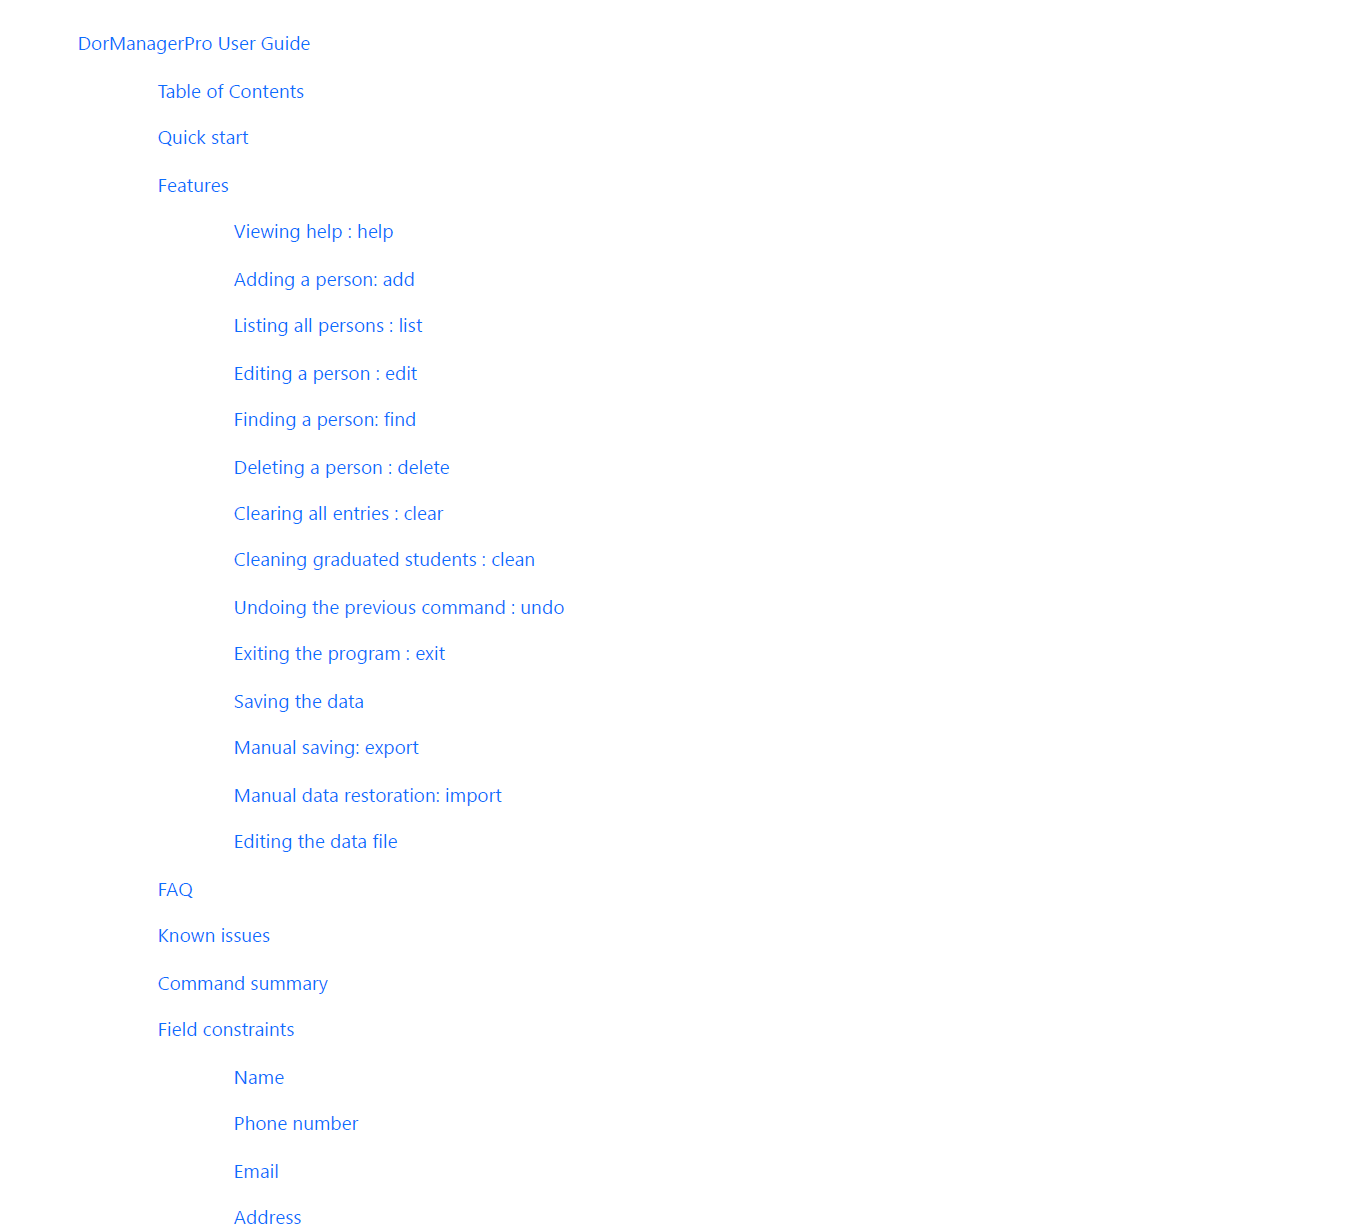 DorManagerPro User Guide
Table of Contents
Quick start
Features
Viewing help : help
Adding a person: add
Listing all persons : list
Editing a person : edit
Finding a person: find
Deleting a person : delete
Clearing all entries : clear
Cleaning graduated students : clean
Undoing the previous command : undo
Exiting the program : exit
Saving the data
Manual saving: export
Manual data restoration: import
Editing the data file
FAQ
Known issues
Command summary
Field constraints
Name
Phone number
Email
Address